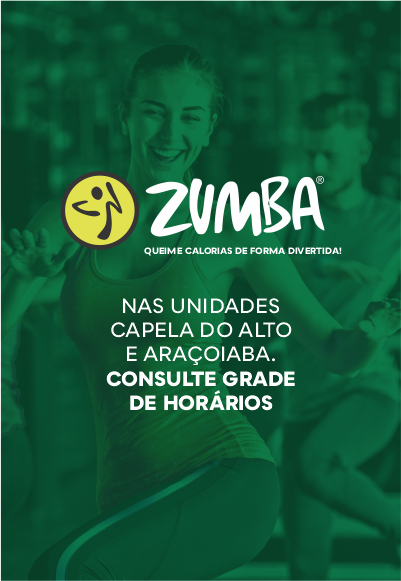 ZUMBA®
QUEIME CALORIAS DE FORMA DIVERTIDA!
NAS UNIDADES
CAPELA DO ALTO
E ARAÇOIABA.
CONSULTE GRADE
DE HORÁRIOS